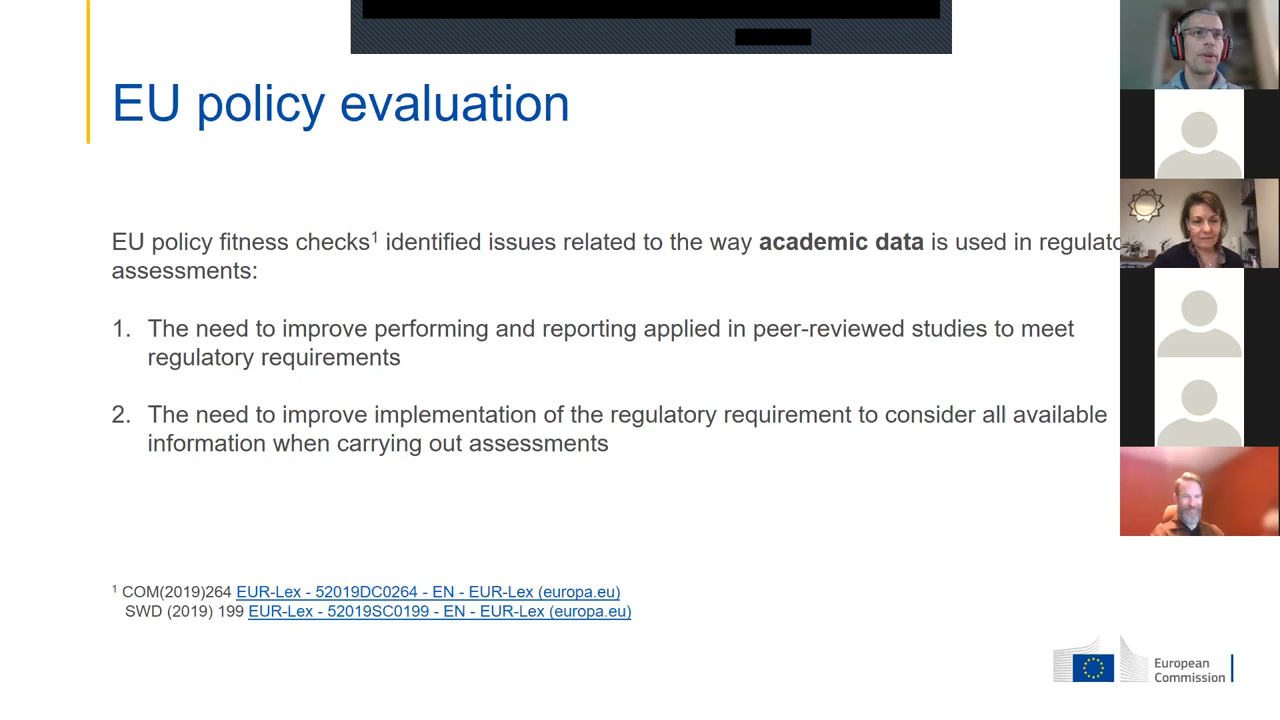 EU policy evaluation
EU policy fitness checks¹ identified issues related to the way academic data is used in regulato
assessments:
1. The need to improve performing and reporting applied in peer-reviewed studies to meet
regulatory requirements
2. The need to improve implementation of the regulatory requirement to consider all available
information when carrying out assessments
¹ COM(2019)264 EUR-Lex - 52019DC0264 - EN - EUR-Lex (europa.eu)
SWD (2019) 199 EUR-Lex - 52019SC0199 - EN - EUR-Lex (europa.eu)
European
Commission